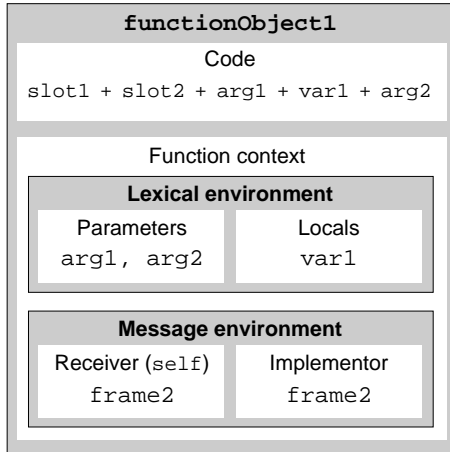 functionObject1
Code
slot1 + slot2 + arg1 + var1 + arg2
Function context
Lexical environment
Parameters
arg1, arg2
Locals
var1
Message environment
Receiver (self)
frame2
Implementor
frame2